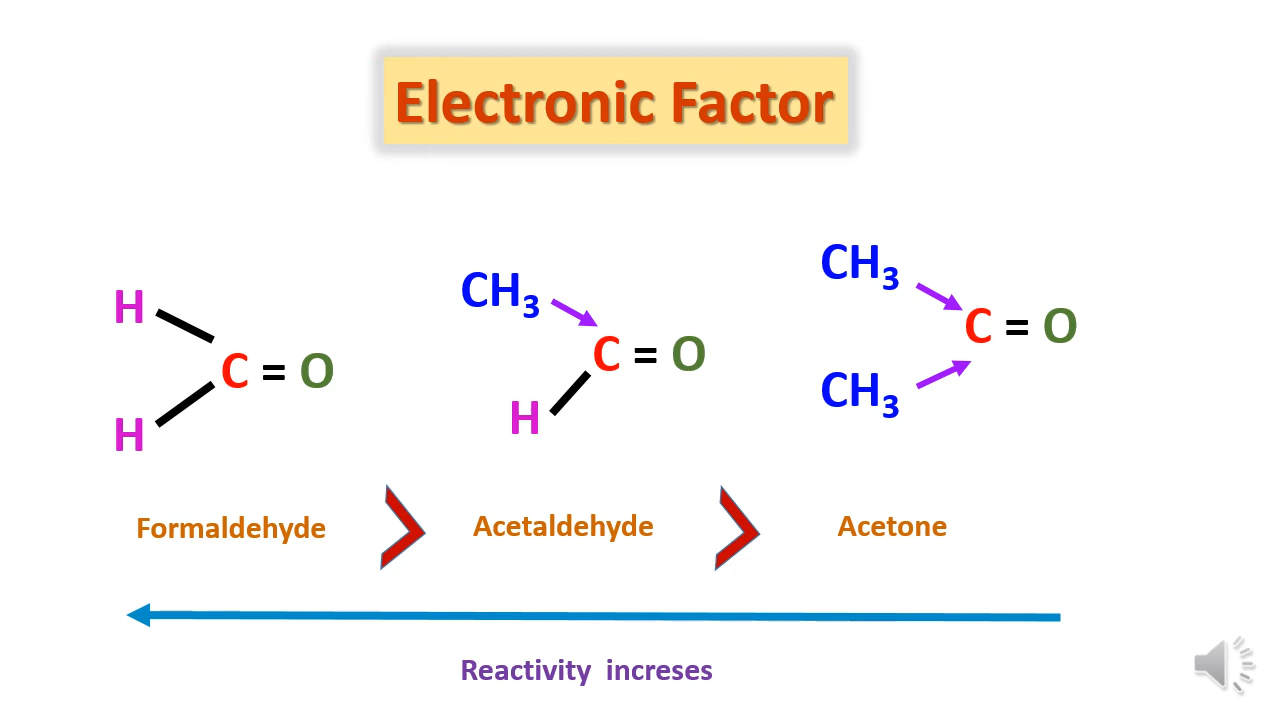 Electronic Factor
H
H
C = O
CH₃
H
C = O
CH₃
CH₃
C = O
Formaldehyde > Acetaldehyde > Acetone
Reactivity increses